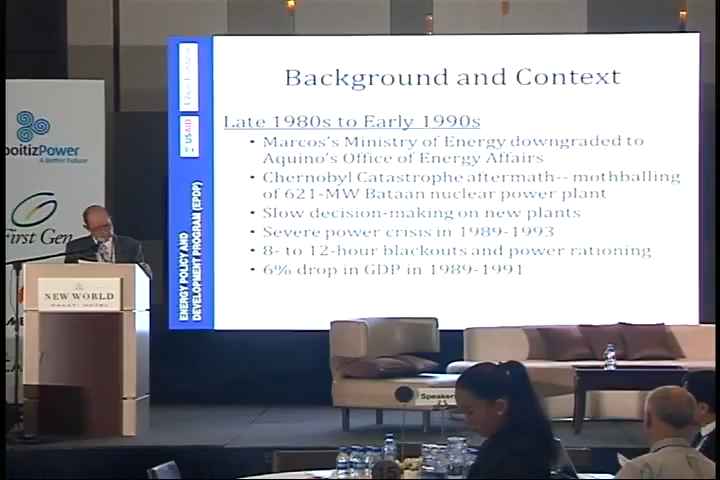 Background and Context
Late 1980s to Early 1990s
• Marcos's Ministry of Energy downgraded to
Aquino's Office of Energy Affairs
• Chernobyl Catastrophe aftermath-- mothballing
of 621-MW Bataan nuclear power plant
• Slow decision-making on new plants
• Severe power crisis in 1989-1993
• 8- to 12-hour blackouts and power rationing
• 6% drop in GDP in 1989-1991
USAID
ENERGY POLICY AND
DEVELOPMENT PROGRAM (EPDP)
boitizPower
A Better Future
First Gen
NEW WORLD
MAKATI HOTEL
Speakers
15